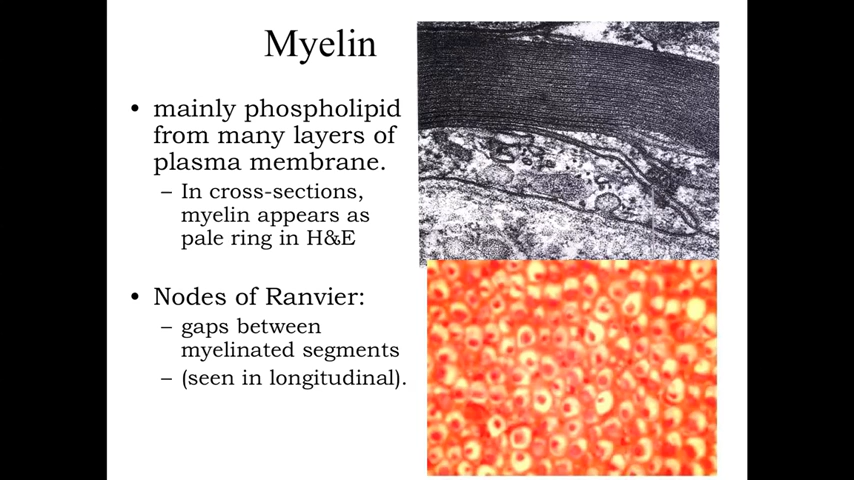 Myelin
• mainly phospholipid
from many layers of
plasma membrane.
– In cross-sections,
myelin appears as
pale ring in H&E
• Nodes of Ranvier:
– gaps between
myelinated segments
– (seen in longitudinal).